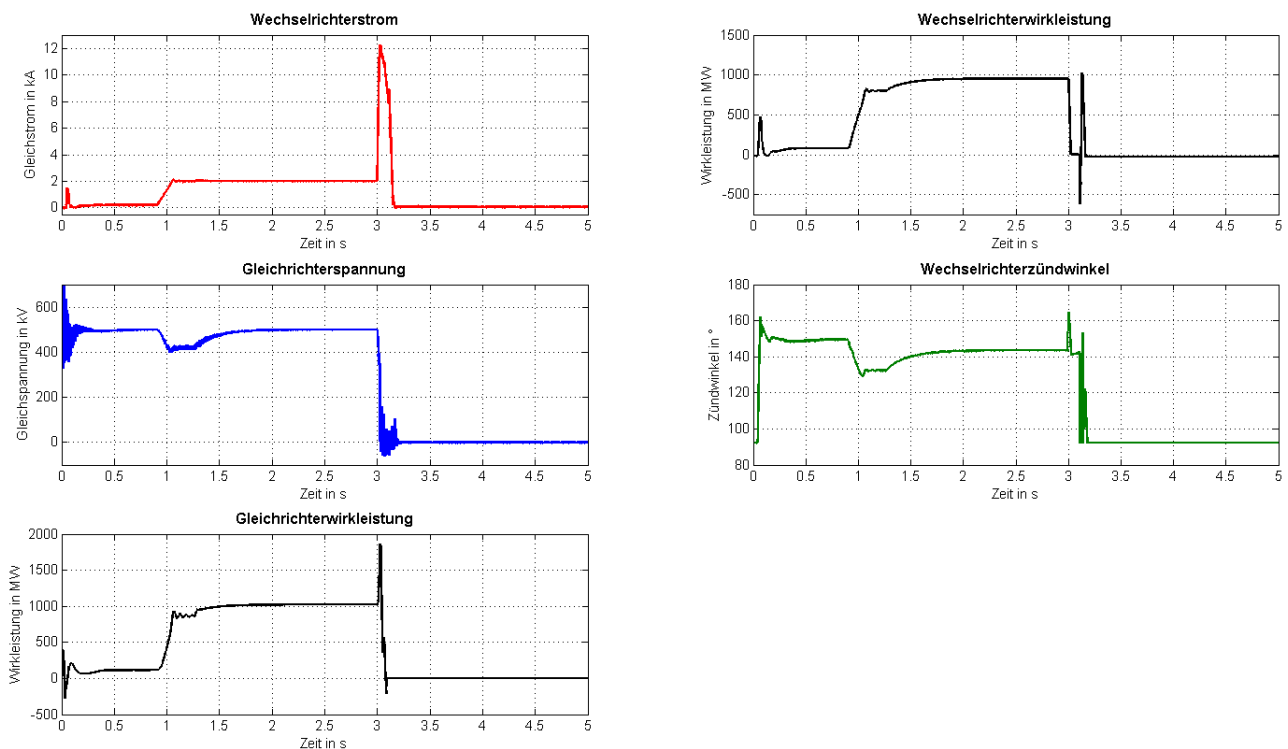 Wechselrichterstrom
Gleichstrom in kA
12
10
8
6
4
2
0
0 0.5 1 1.5 2 2.5 3 3.5 4 4.5 5
Zeit in s
Wechselrichterwirkleistung
Wirkleistung in MW
1500
1000
500
0
-500
0 0.5 1 1.5 2 2.5 3 3.5 4 4.5 5
Zeit in s
Gleichrichterspannung
Gleichspannung in kV
600
400
200
0
0 0.5 1 1.5 2 2.5 3 3.5 4 4.5 5
Zeit in s
Wechselrichterzündwinkel
Zündwinkel in °
180
160
140
120
100
80
0 0.5 1 1.5 2 2.5 3 3.5 4 4.5 5
Zeit in s
Gleichrichterwirkleistung
Wirkleistung in MW
2000
1500
1000
500
0
-500
0 0.5 1 1.5 2 2.5 3 3.5 4 4.5 5
Zeit in s